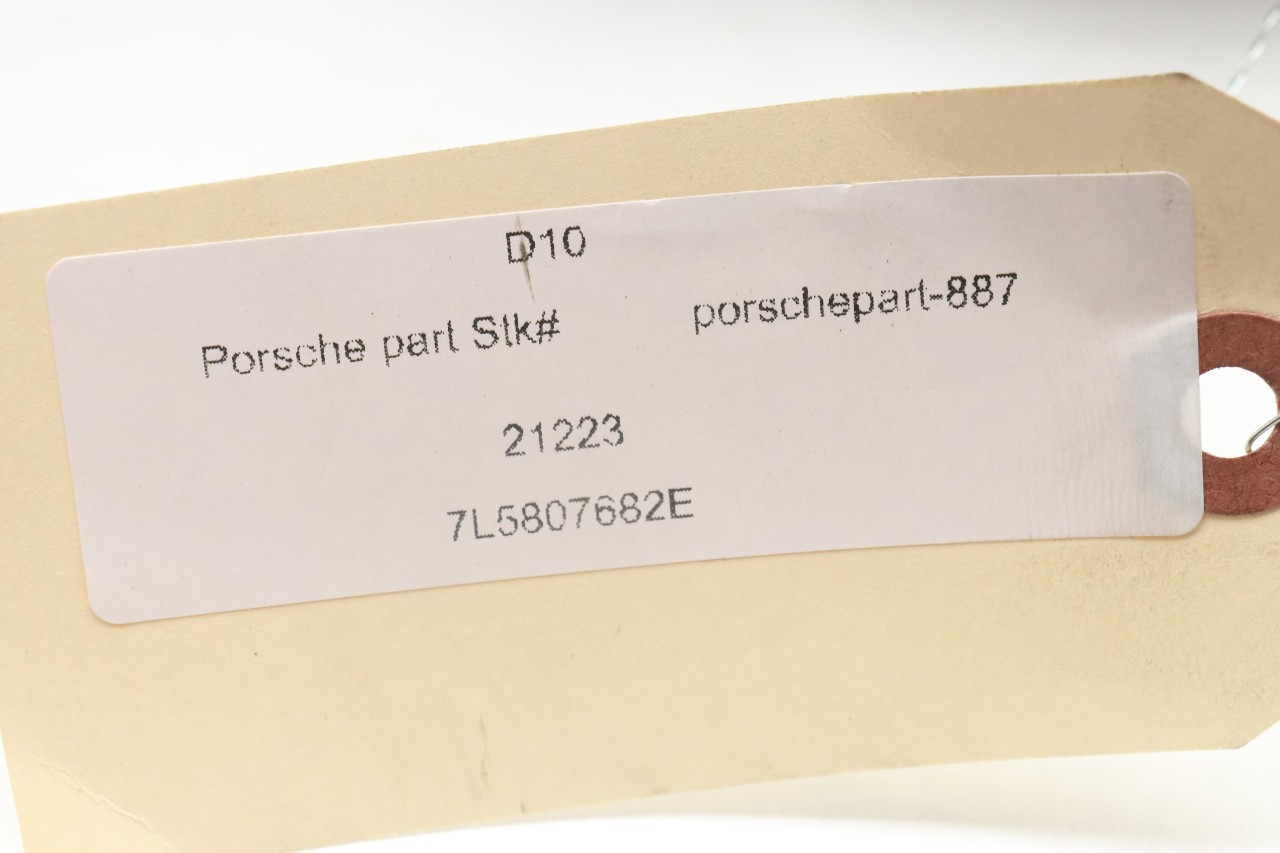 D10
Porsche part Stk# porschepart-887
21223
7L5807682E